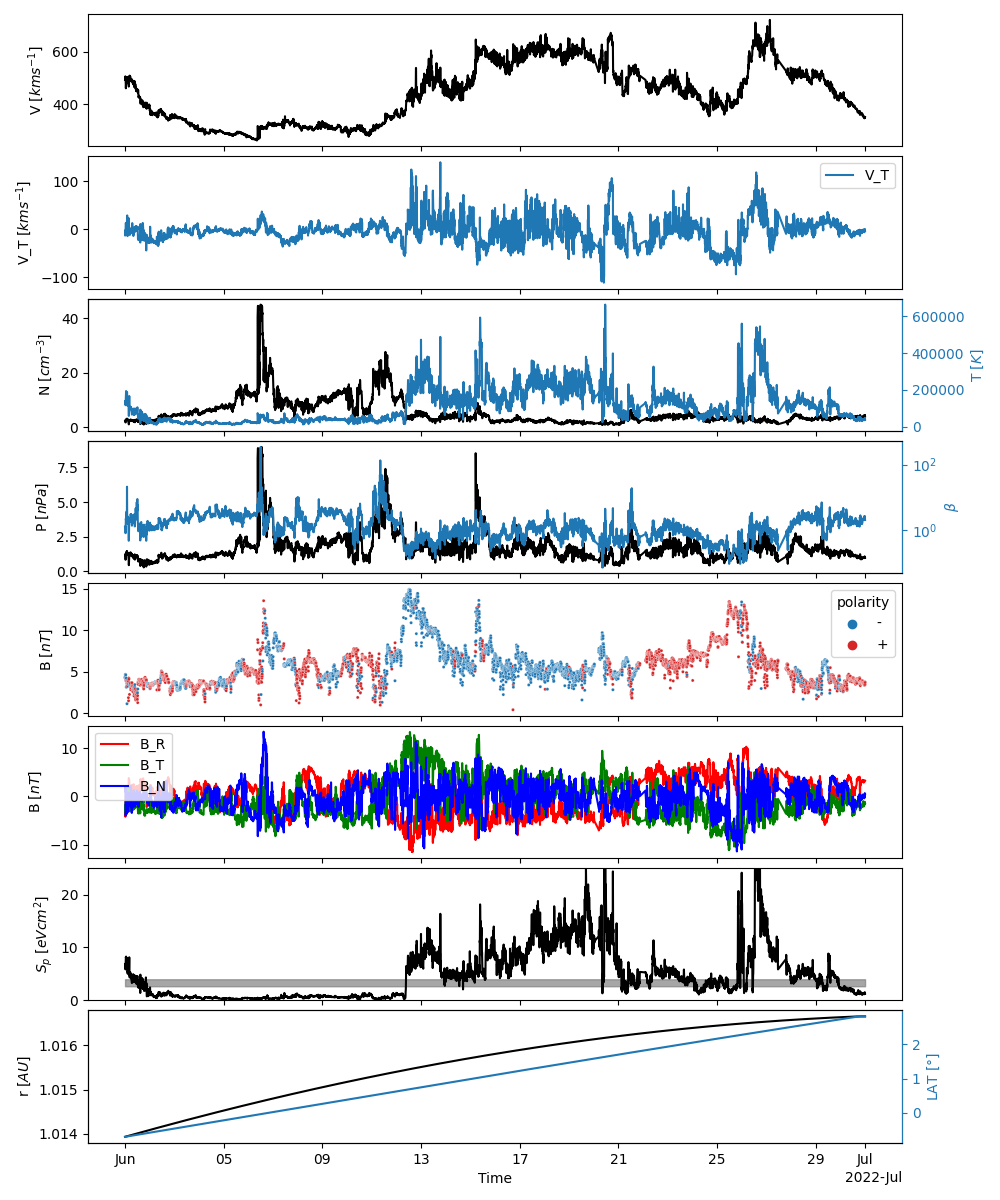 V [kms⁻¹]
600
400
V_T [kms⁻¹]
100
0
−100
V_T
N [cm⁻³]
40
20
0
600000
400000
200000
0
T [K]
P [nPa]
7.5
5.0
2.5
0.0
10²
10⁰
β
B [nT]
15
10
5
0
polarity
-
+
B [nT]
10
0
−10
B_R
B_T
B_N
Sₚ [eVcm²]
20
10
0
r [AU]
1.016
1.015
1.014
2
1
0
LAT [°]
Jun
05
09
13
17
21
25
29
Jul
Time
2022-Jul